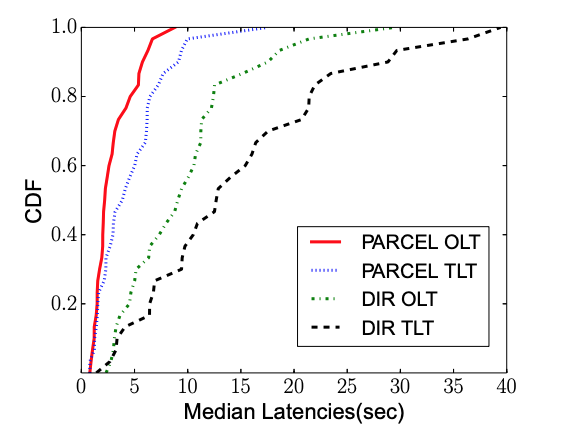 1.0
0.8
0.6
0.4
0.2
CDF
PARCEL OLT
PARCEL TLT
DIR OLT
DIR TLT
0 5 10 15 20 25 30 35 40
Median Latencies(sec)